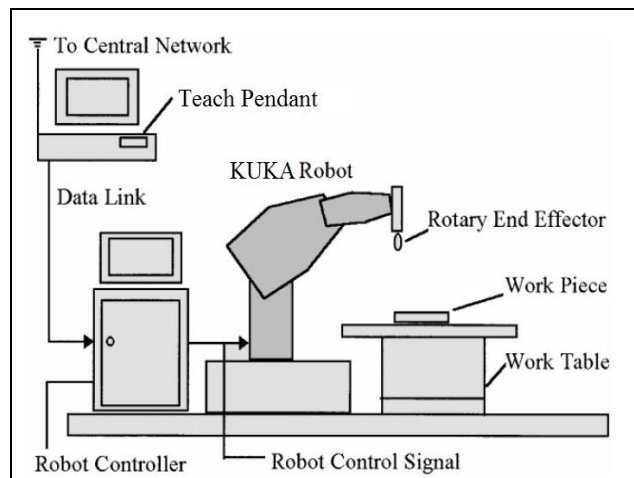 To Central Network
Teach Pendant
KUKA Robot
Data Link
Rotary End Effector
Work Piece
Work Table
Robot Controller
Robot Control Signal